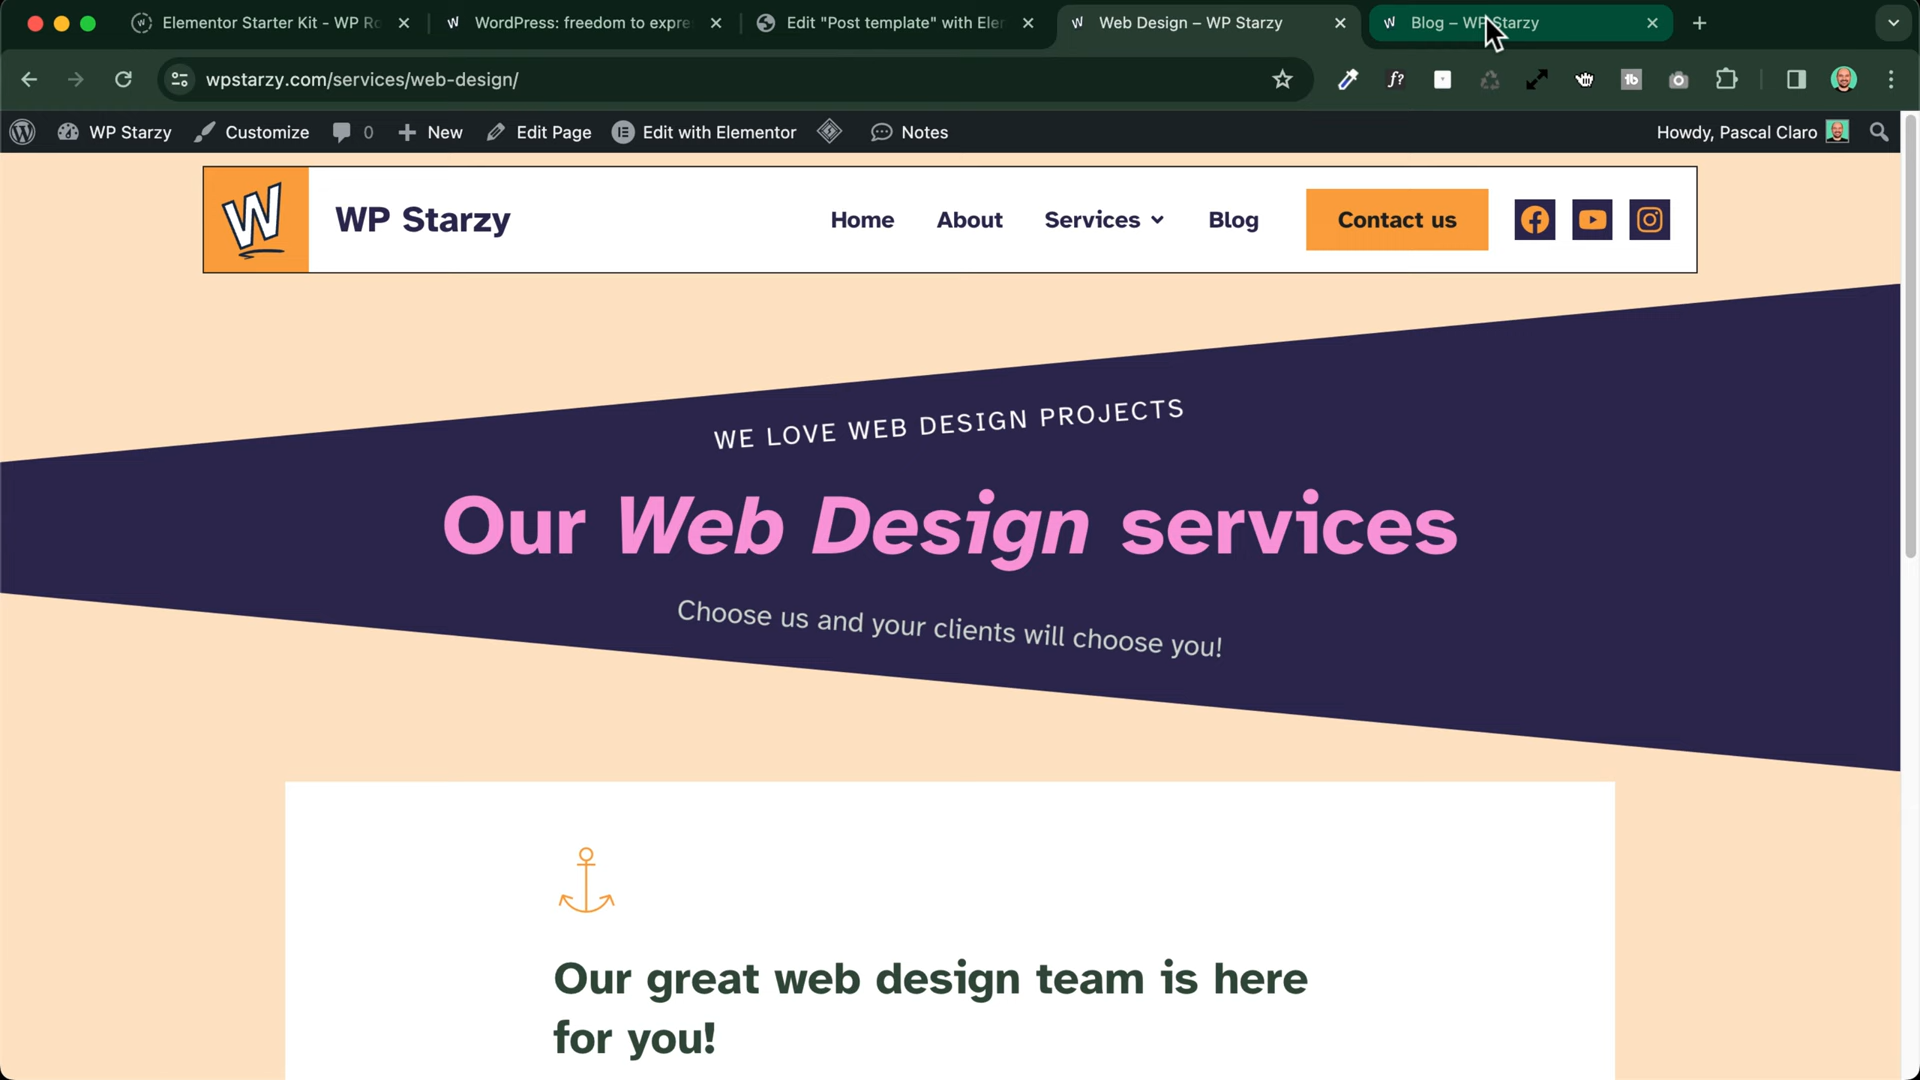 Elementor Starter Kit - WP Ro
WordPress: freedom to expre
Edit "Post template" with Eler
Web Design – WP Starzy
Blog – WP Starzy
wpstarzy.com/services/web-design/
WP Starzy
Customize
0
New
Edit Page
Edit with Elementor
Notes
Howdy, Pascal Claro
W
WP Starzy
Home
About
Services
Blog
Contact us
WE LOVE WEB DESIGN PROJECTS
Our Web Design services
Choose us and your clients will choose you!
Our great web design team is here
for you!